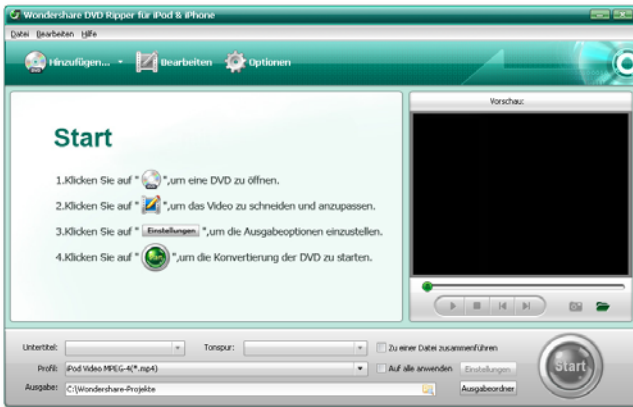 Wondershare DVD Ripper für iPod & iPhone
Datei Bearbeiten Hilfe
Hinzufügen... Bearbeiten Optionen
Vorschau:
Start
1.Klicken Sie auf " ",um eine DVD zu öffnen.
2.Klicken Sie auf " ",um das Video zu schneiden und anzupassen.
3.Klicken Sie auf " Einstellungen ",um die Ausgabeoptionen einzustellen.
4.Klicken Sie auf " Start ",um die Konvertierung der DVD zu starten.
Untertitel: Tonspur: Zu einer Datei zusammenführen
Profil: iPod Video MPEG-4(*.mp4) Auf alle anwenden Einstellungen
Ausgabe: C:\Wondershare-Projekte Ausgabeordner
Start